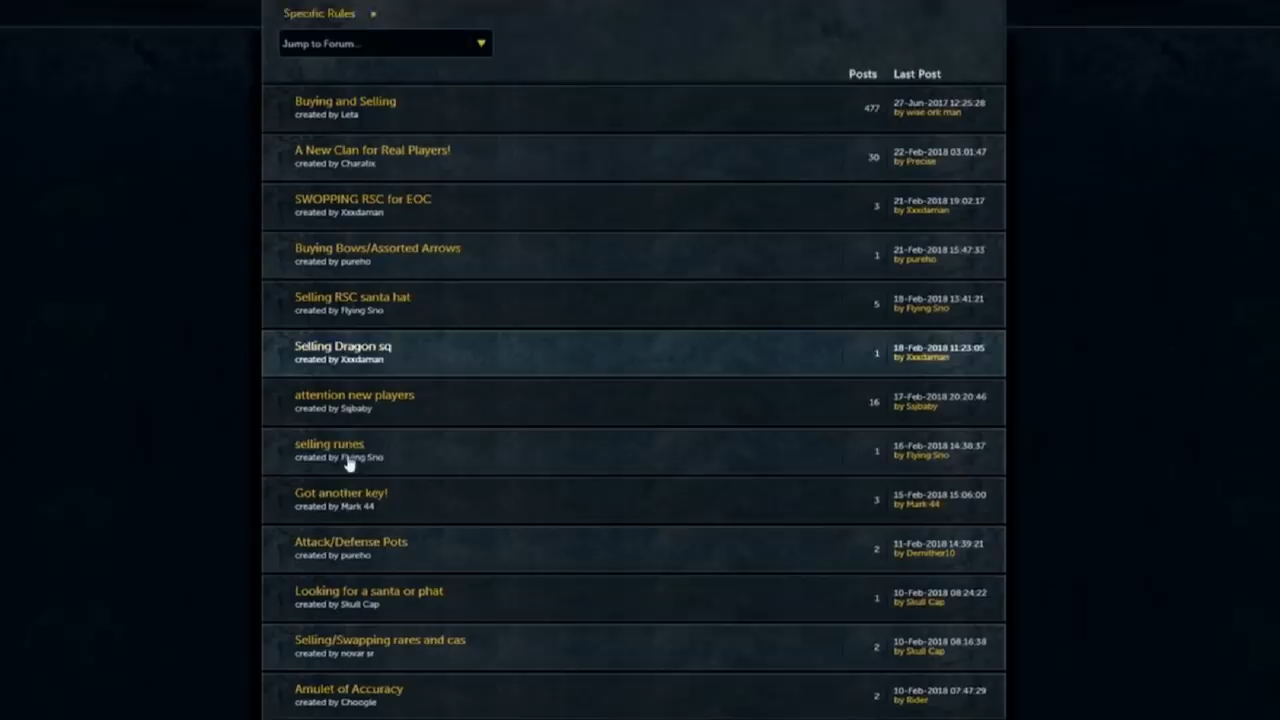 Specific Rules »
Jump to Forum...
Posts Last Post
Buying and Selling
created by Leta
477
27-Jun-2017 12:25:28
by wise ork man
A New Clan for Real Players!
created by Charatix
30
22-Feb-2018 03:01:47
by Precise
SWOPPING RSC for EOC
created by Xxxdaman
3
21-Feb-2018 19:02:17
by Xxxdaman
Buying Bows/Assorted Arrows
created by pureho
1
21-Feb-2018 15:47:33
by pureho
Selling RSC santa hat
created by Flying Sno
5
18-Feb-2018 13:41:21
by Flying Sno
Selling Dragon sq
created by Xxxdaman
1
18-Feb-2018 11:23:05
by Xxxdaman
attention new players
created by Ssjbaby
16
17-Feb-2018 20:20:46
by Ssjbaby
selling runes
created by Flying Sno
1
16-Feb-2018 14:38:37
by Flying Sno
Got another key!
created by Mark 44
3
15-Feb-2018 15:06:00
by Mark 44
Attack/Defense Pots
created by pureho
2
11-Feb-2018 14:39:21
by Demither10
Looking for a santa or phat
created by Skull Cap
1
10-Feb-2018 08:24:22
by Skull Cap
Selling/Swapping rares and cas
created by novar sr
2
10-Feb-2018 08:16:38
by Skull Cap
Amulet of Accuracy
created by Choogle
2
10-Feb-2018 07:47:29
by Rider